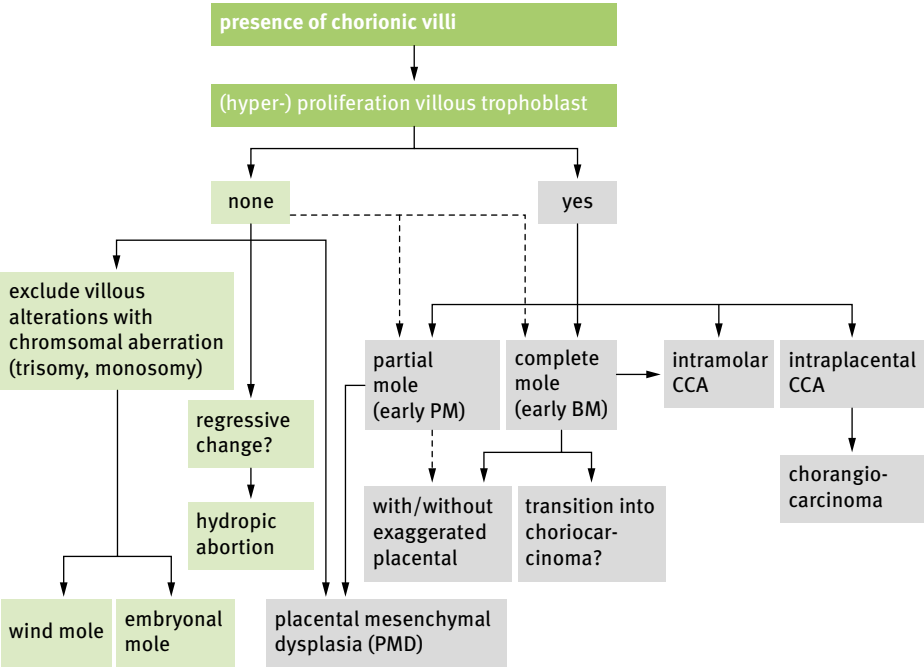 presence of chorionic villi
(hyper-) proliferation villous trophoblast
none
yes
exclude villous
alterations with
chromsomal aberration
(trisomy, monosomy)
partial
mole
(early PM)
complete
mole
(early BM)
intramolar
CCA
intraplacental
CCA
regressive
change?
chorangio-
carcinoma
hydropic
abortion
with/without
exaggerated
placental
transition into
choriocar-
cinoma?
wind mole
embryonal
mole
placental mesenchymal
dysplasia (PMD)